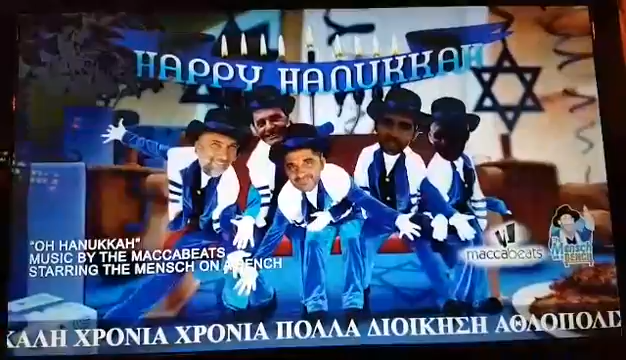 HAPPY HANUKKAH
"OH HANUKKAH"
MUSIC BY THE MACCABEATS
STARRING THE MENSCH ON A BENCH
maccabeats
Mensch
BENCH
ΚΑΛΗ ΧΡΟΝΙΑ ΧΡΟΝΙΑ ΠΟΛΛΑ ΔΙΟΙΚΗΣΗ ΑΘΛΟΠΟΛΙΣ